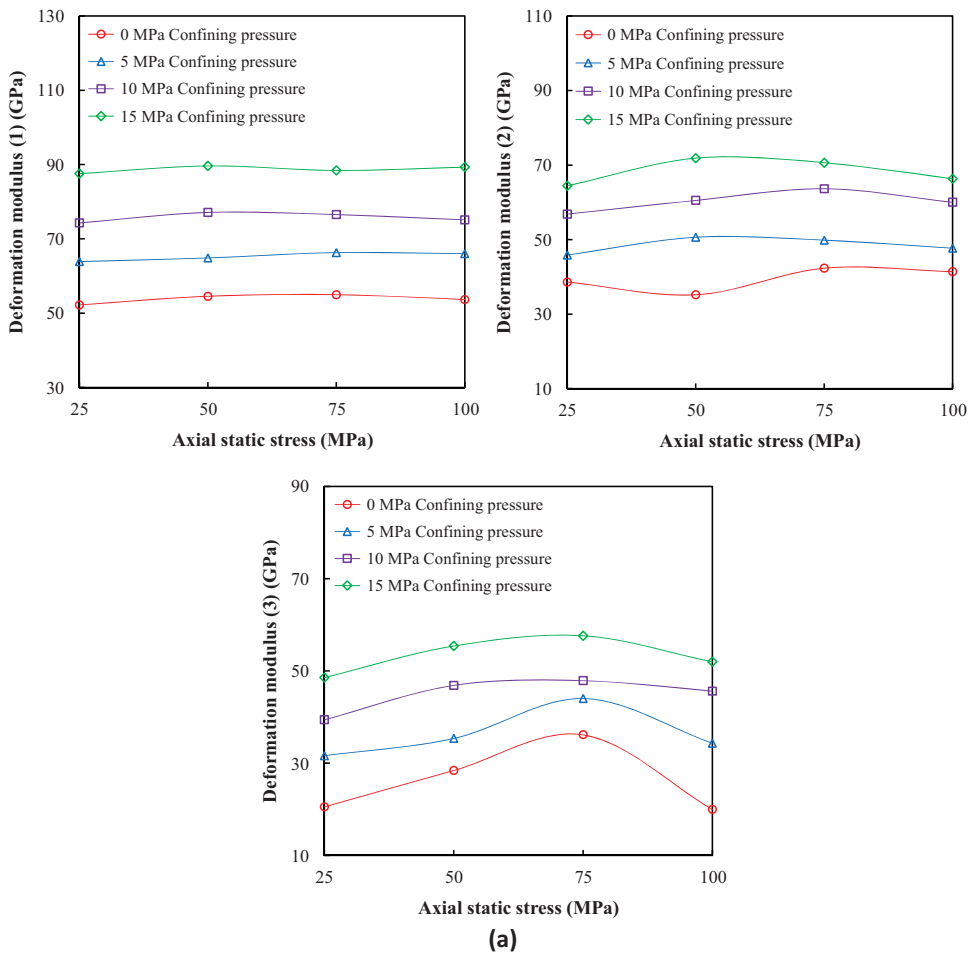 Deformation modulus (1) (GPa)
130
110
90
70
50
30
0 MPa Confining pressure
5 MPa Confining pressure
10 MPa Confining pressure
15 MPa Confining pressure
25 50 75 100
Axial static stress (MPa)
Deformation modulus (2) (GPa)
110
90
70
50
30
10
0 MPa Confining pressure
5 MPa Confining pressure
10 MPa Confining pressure
15 MPa Confining pressure
25 50 75 100
Axial static stress (MPa)
Deformation modulus (3) (GPa)
90
70
50
30
10
0 MPa Confining pressure
5 MPa Confining pressure
10 MPa Confining pressure
15 MPa Confining pressure
25 50 75 100
Axial static stress (MPa)
(a)